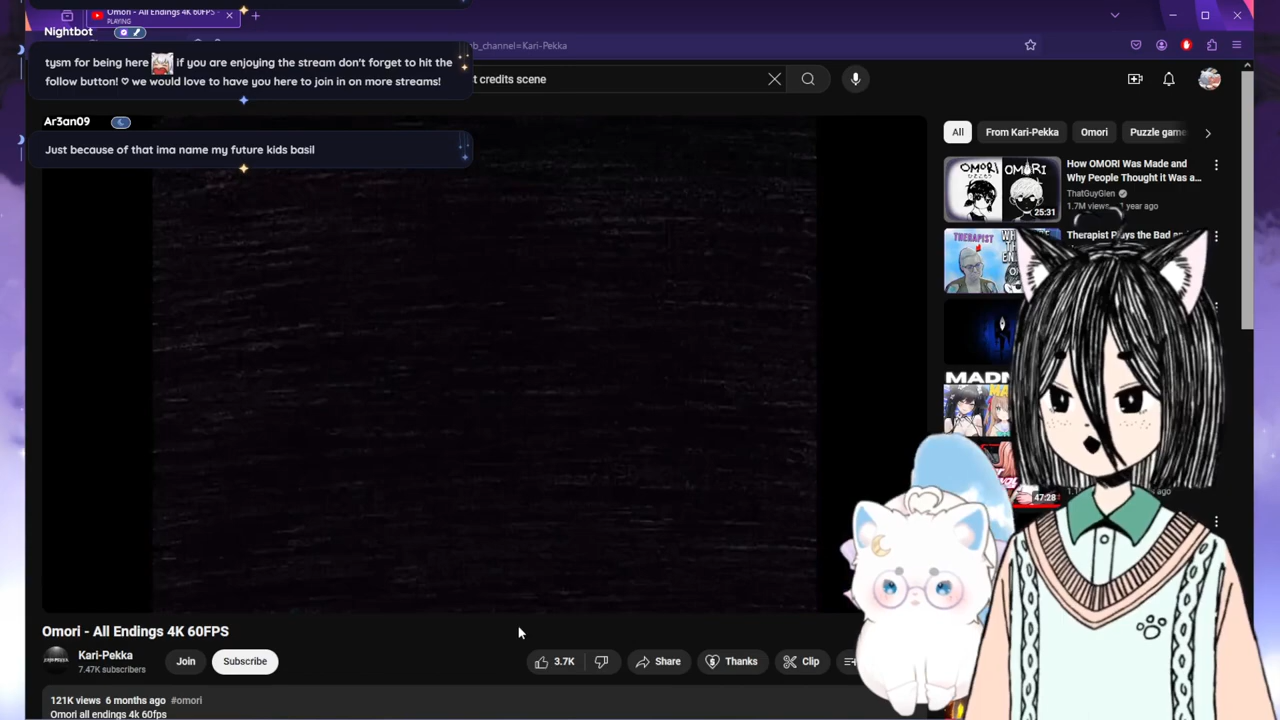 Omori - All Endings 4K 60FPS -
PLAYING
Nightbot
b_channel=Kari-Pekka
tysm for being here if you are enjoying the stream don't forget to hit the
follow button! ♡ we would love to have you here to join in on more streams!
t credits scene
Ar3an09
Just because of that ima name my future kids basil
All
From Kari-Pekka
Omori
Puzzle game
How OMORI Was Made and
Why People Thought it Was a...
ThatGuyGlen
1.7M views
1 year ago
OMORI
25:31
Therapist Plays the Bad
THERAPIST
MADN
47:28
ago
Omori - All Endings 4K 60FPS
Kari-Pekka
7.47K subscribers
Join
Subscribe
3.7K
Share
Thanks
Clip
121K views 6 months ago #omori
Omori all endings 4k 60fps